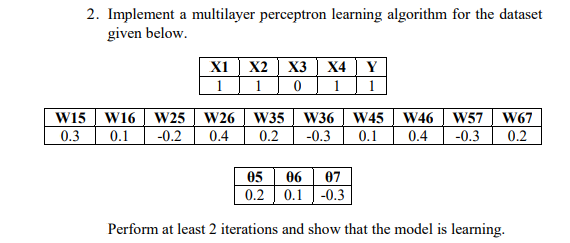 2. Implement a multilayer perceptron learning algorithm for the dataset
given below.
X1 X2 X3 X4 Y
1 1 0 1 1
W15 W16 W25 W26 W35 W36 W45 W46 W57 W67
0.3 0.1 -0.2 0.4 0.2 -0.3 0.1 0.4 -0.3 0.2
θ5 θ6 θ7
0.2 0.1 -0.3
Perform at least 2 iterations and show that the model is learning.